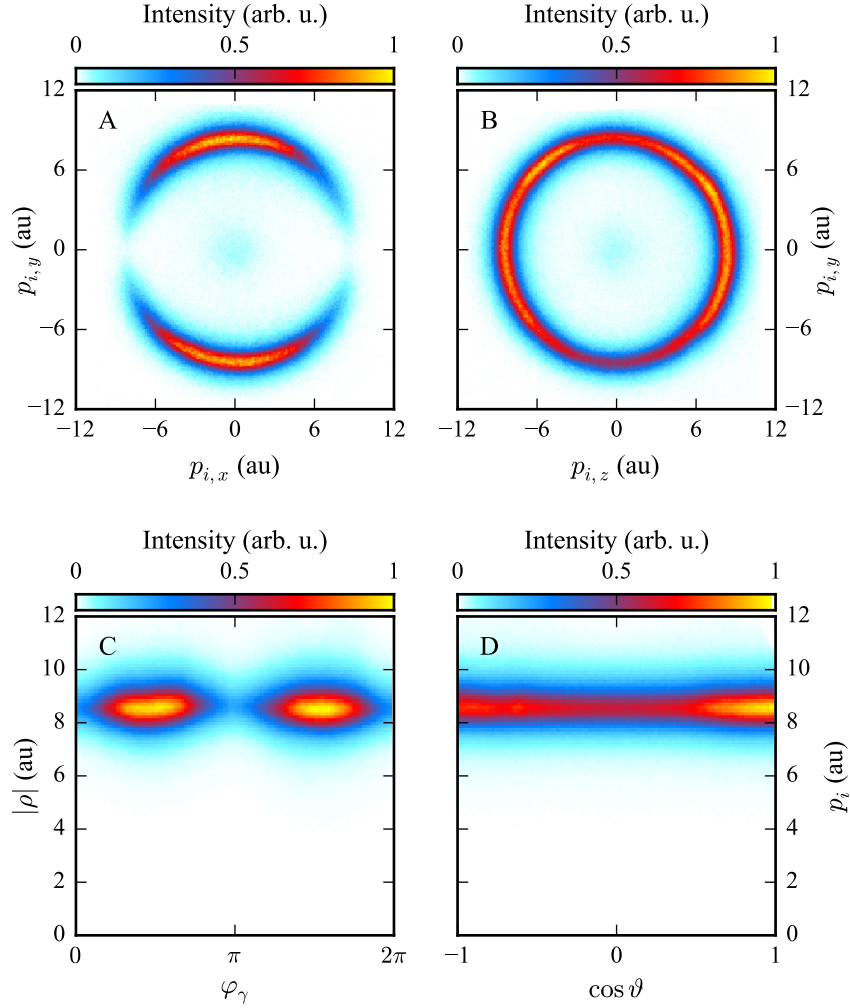 Intensity (arb. u.) Intensity (arb. u.)
0 0.5 1 0 0.5 1
12 12
A B
6 6
p_{i,y} (au) 0 0 p_{i,y} (au)
−6 −6
−12 −12
−12 −6 0 6 12 −12 −6 0 6 12
p_{i,x} (au) p_{i,z} (au)
Intensity (arb. u.) Intensity (arb. u.)
0 0.5 1 0 0.5 1
12 12
C D
10 10
8 8
|ρ| (au) 6 6 p_i (au)
4 4
2 2
0 0
0 π 2π −1 0 1
φ_γ cos ϑ